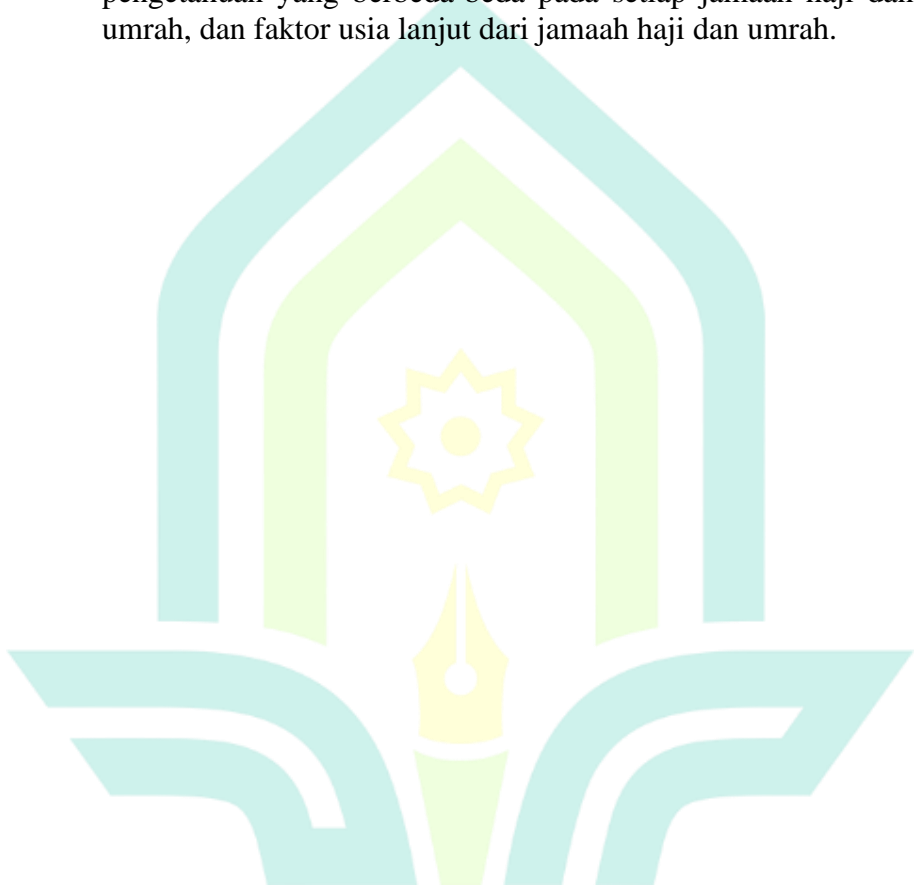 pengetahuan yang berbeda-beda pada setiap jamaah haji dan
umrah, dan faktor usia lanjut dari jamaah haji dan umrah.